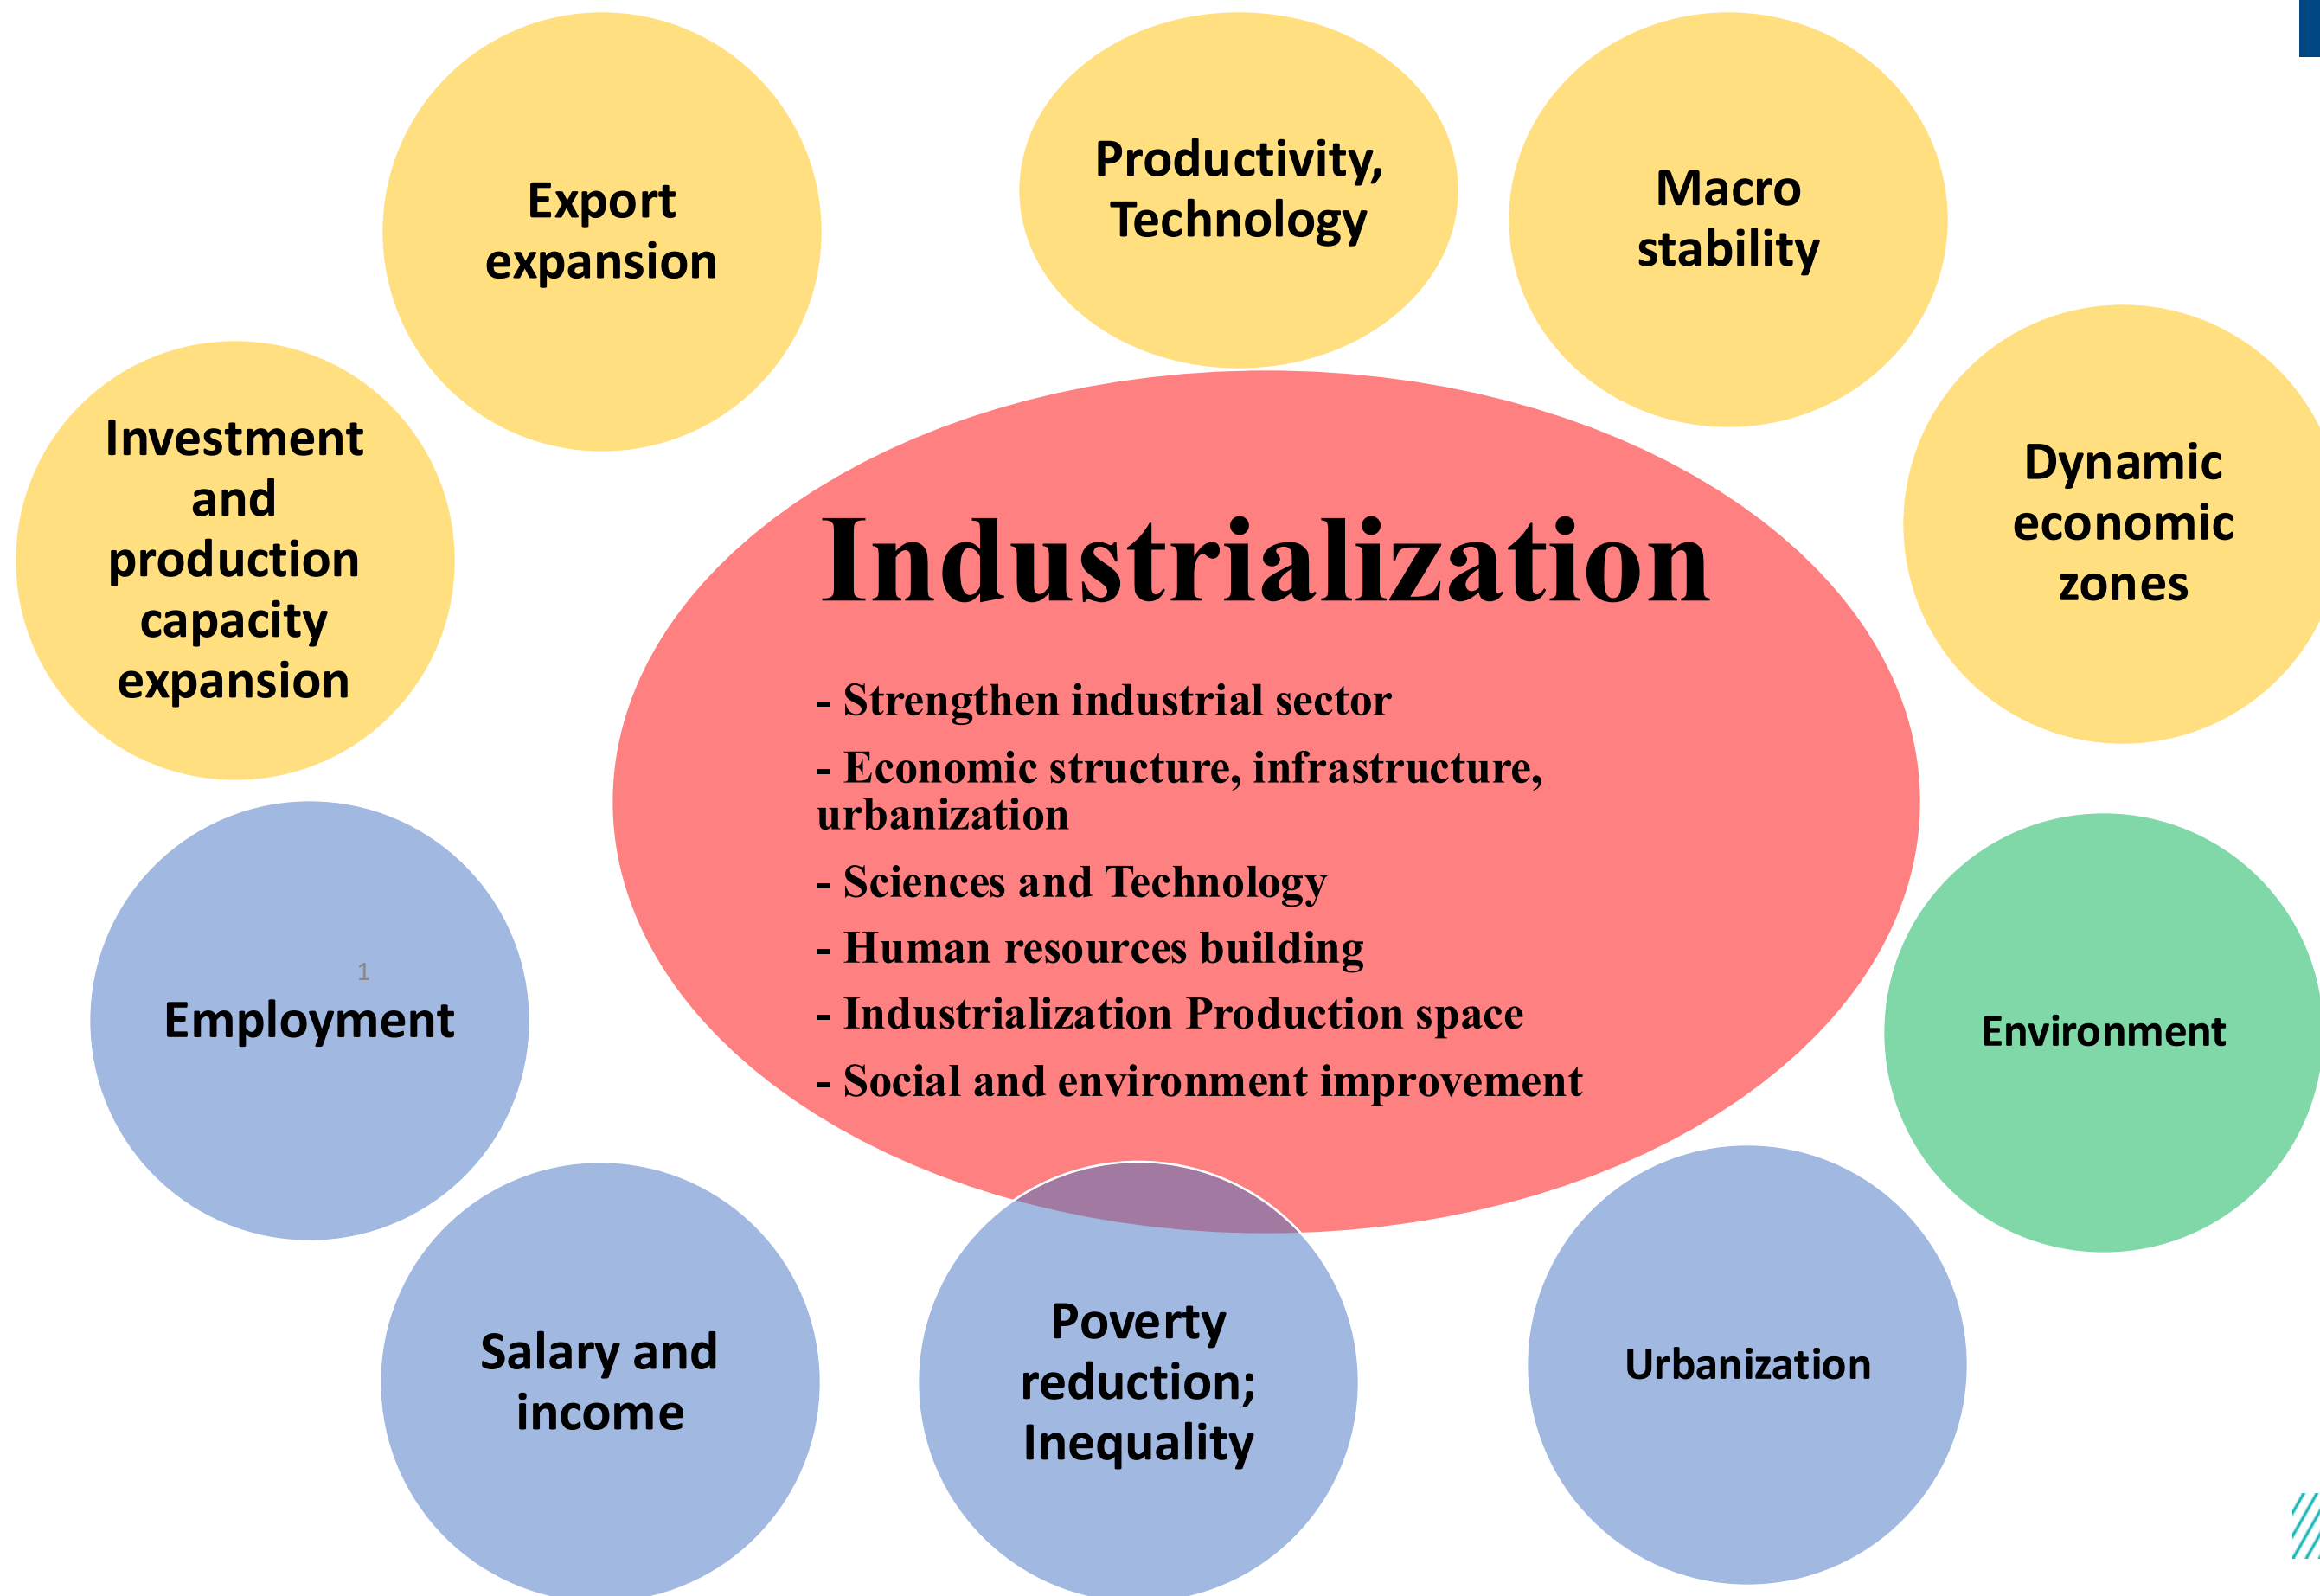 Export
expansion
Productivity,
Technology
Macro
stability
Investment
and
production
capacity
expansion
Dynamic
economic
zones
Industrialization
- Strengthen industrial sector
- Economic structure, infrastructure,
urbanization
- Sciences and Technology
- Human resources building
- Industrialization Production space
- Social and environment improvement
1
Employment
Environment
Salary and
income
Poverty
reduction;
Inequality
Urbanization